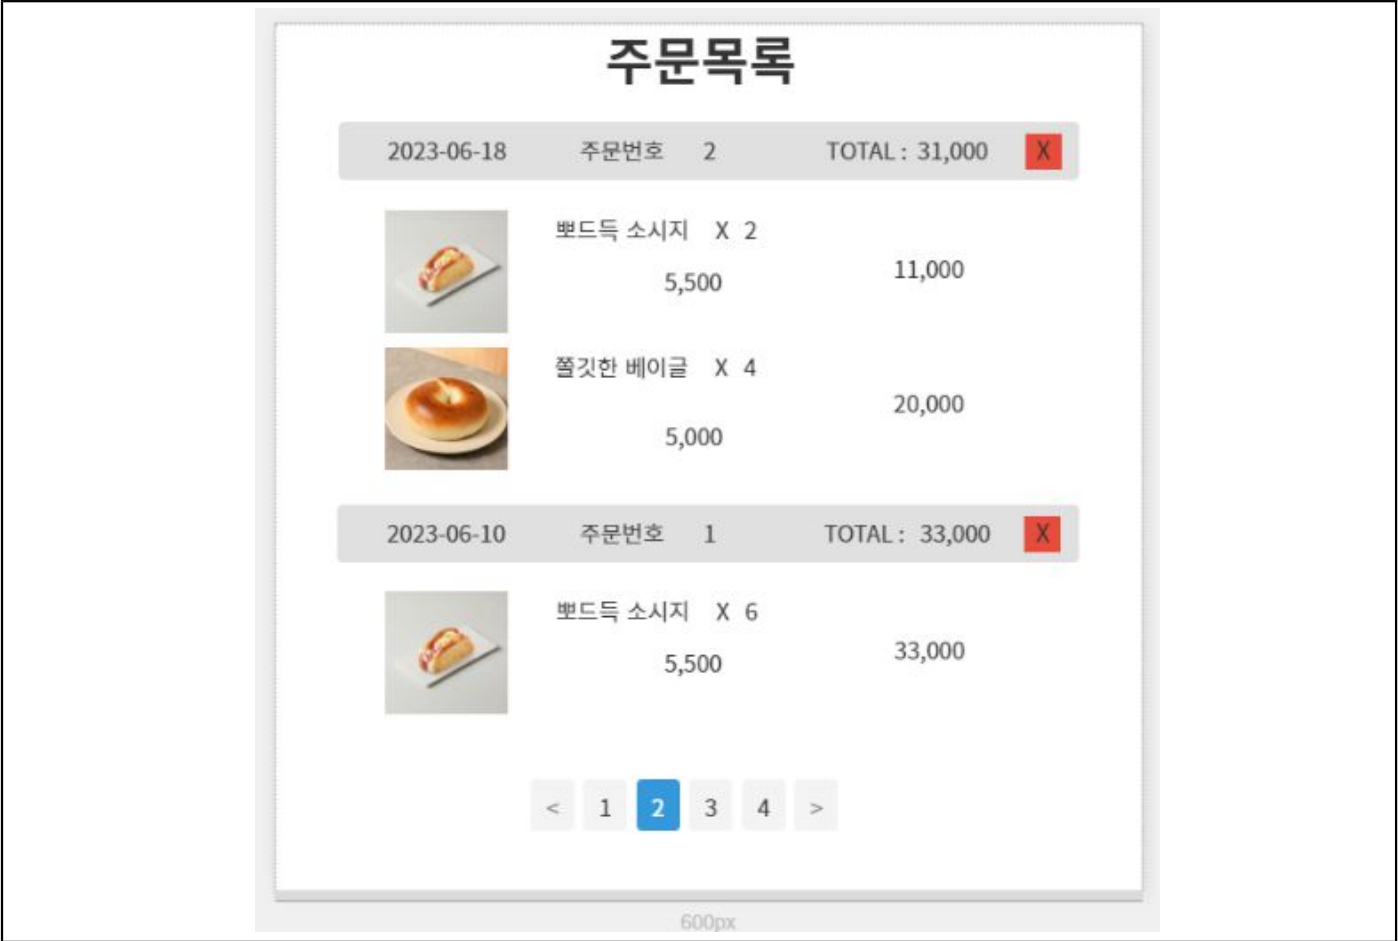 주문목록
2023-06-18 주문번호 2 TOTAL : 31,000 X
뽀드득 소시지 X 2
5,500
11,000
쫄깃한 베이글 X 4
5,000
20,000
2023-06-10 주문번호 1 TOTAL : 33,000 X
뽀드득 소시지 X 6
5,500
33,000
< 1 2 3 4 >
600px